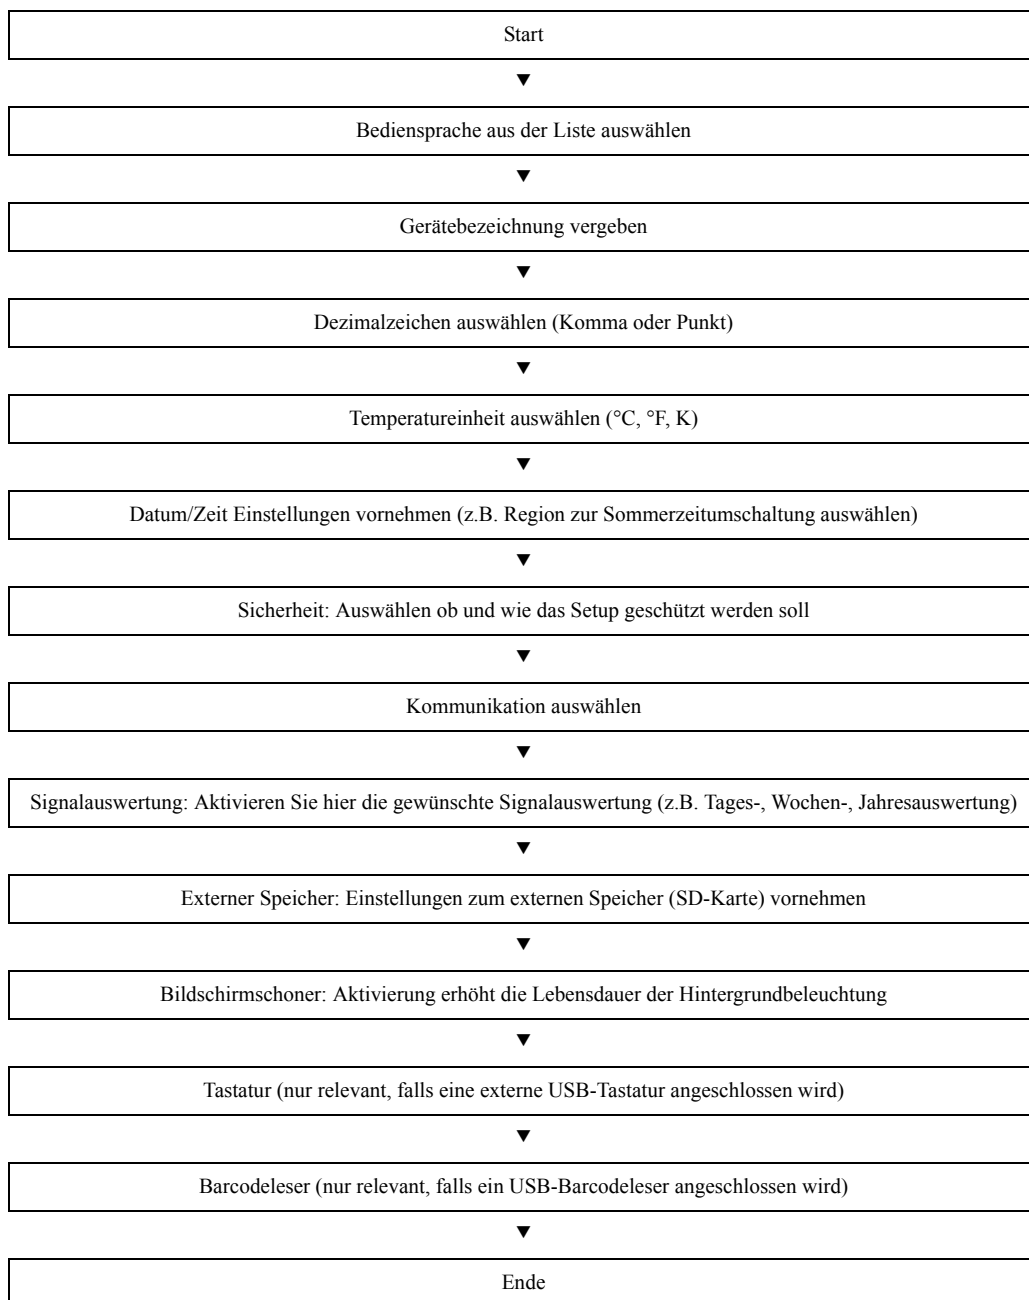 Start
▼
Bediensprache aus der Liste auswählen
▼
Gerätebezeichnung vergeben
▼
Dezimalzeichen auswählen (Komma oder Punkt)
▼
Temperatureinheit auswählen (°C, °F, K)
▼
Datum/Zeit Einstellungen vornehmen (z.B. Region zur Sommerzeitumschaltung auswählen)
▼
Sicherheit: Auswählen ob und wie das Setup geschützt werden soll
▼
Kommunikation auswählen
▼
Signalauswertung: Aktivieren Sie hier die gewünschte Signalauswertung (z.B. Tages-, Wochen-, Jahresauswertung)
▼
Externer Speicher: Einstellungen zum externen Speicher (SD-Karte) vornehmen
▼
Bildschirmschoner: Aktivierung erhöht die Lebensdauer der Hintergrundbeleuchtung
▼
Tastatur (nur relevant, falls eine externe USB-Tastatur angeschlossen wird)
▼
Barcodeleser (nur relevant, falls ein USB-Barcodeleser angeschlossen wird)
▼
Ende